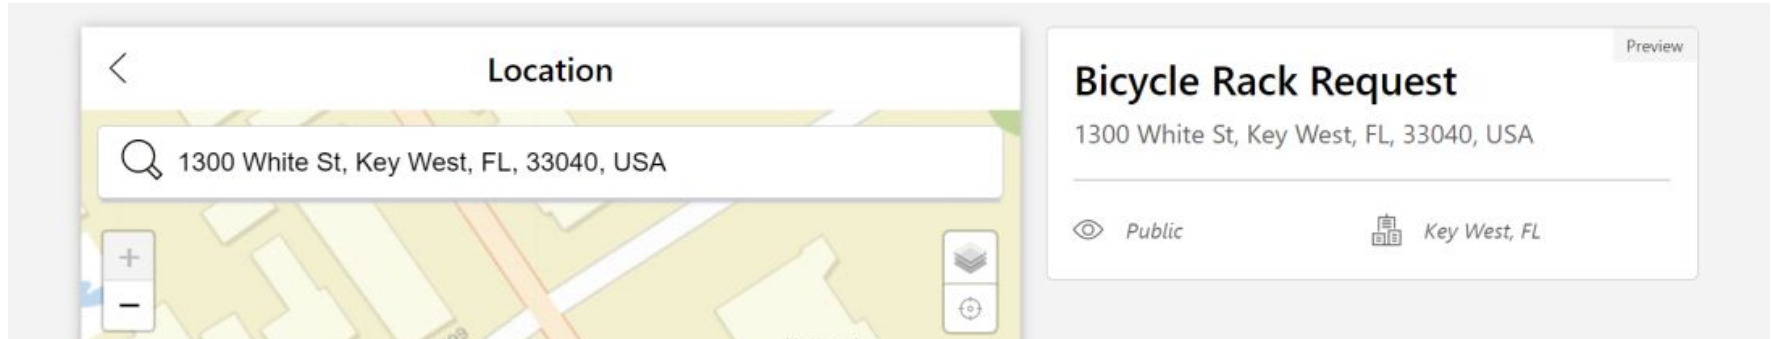 Location
1300 White St, Key West, FL, 33040, USA
Preview
Bicycle Rack Request
1300 White St, Key West, FL, 33040, USA
Public
Key West, FL